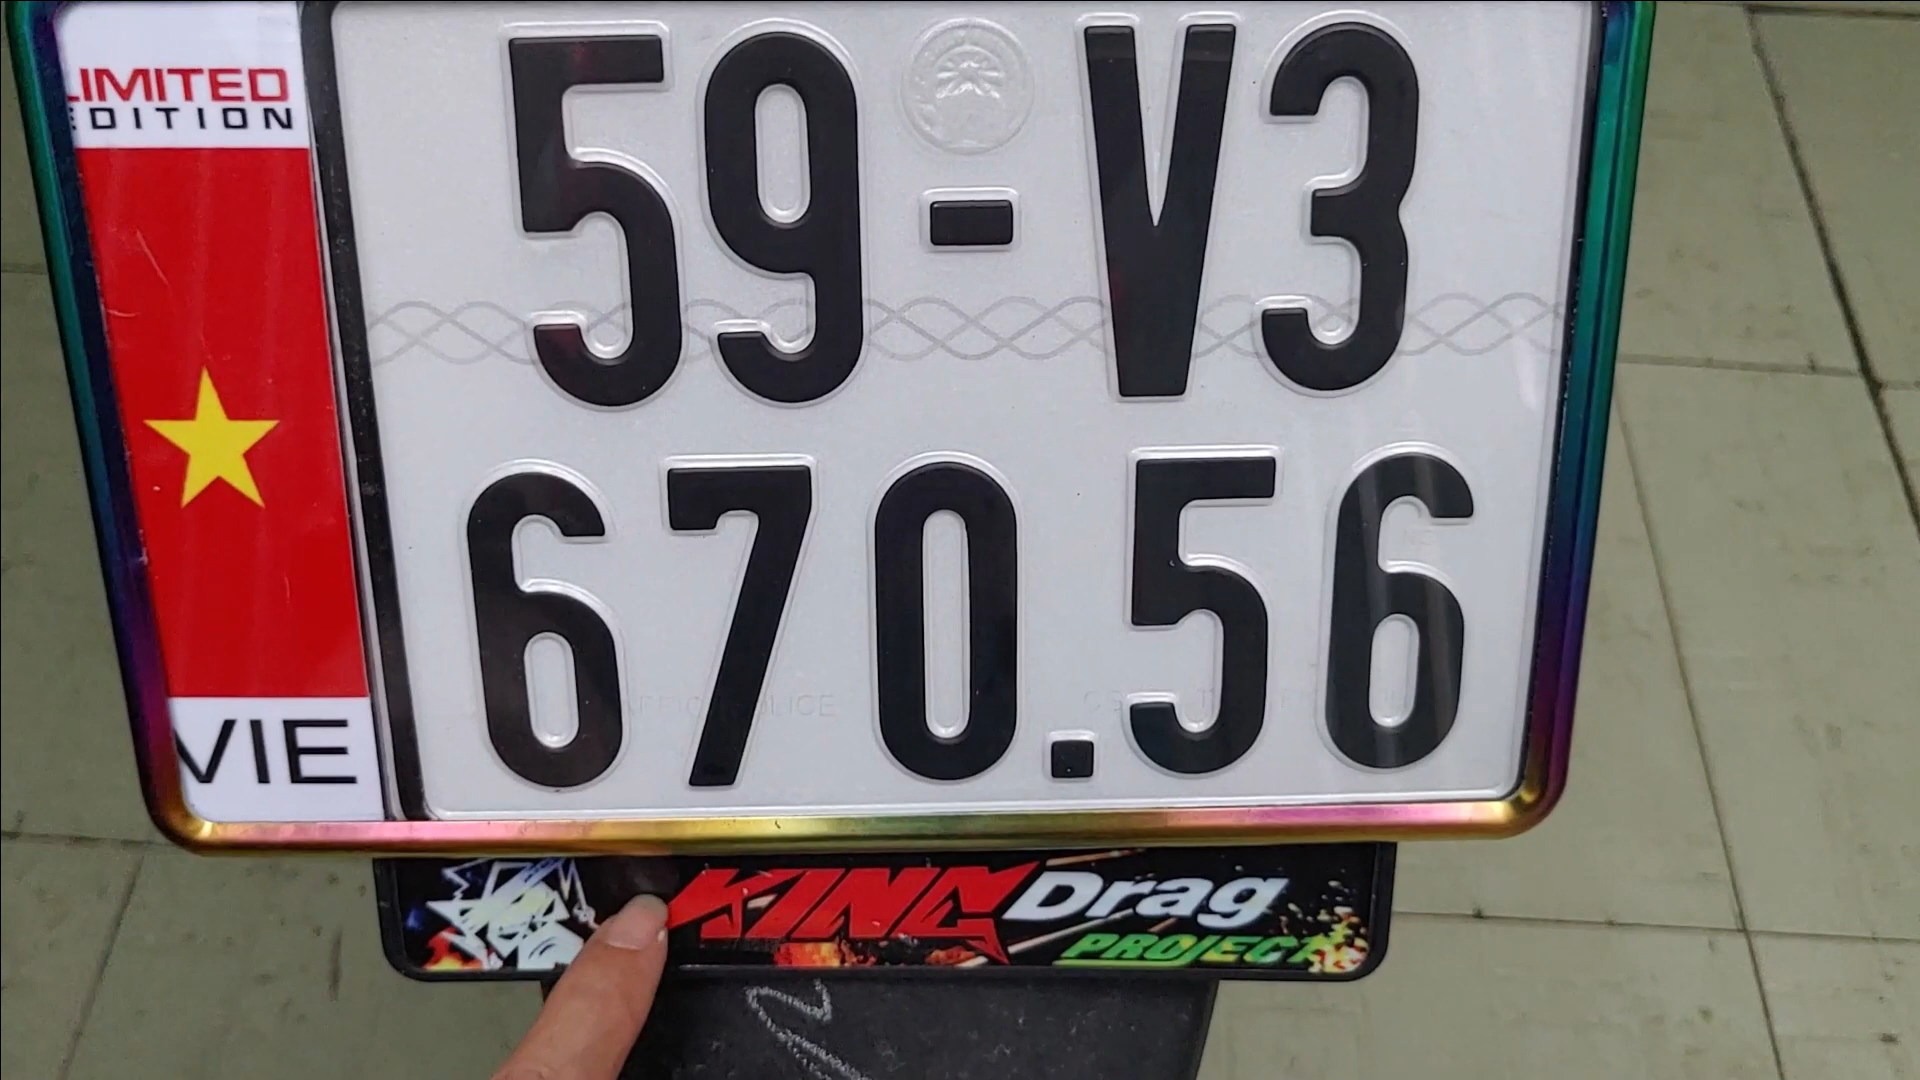 LIMITED
EDITION
59-V3
670.56
VIE
KING Drag
PROJECT